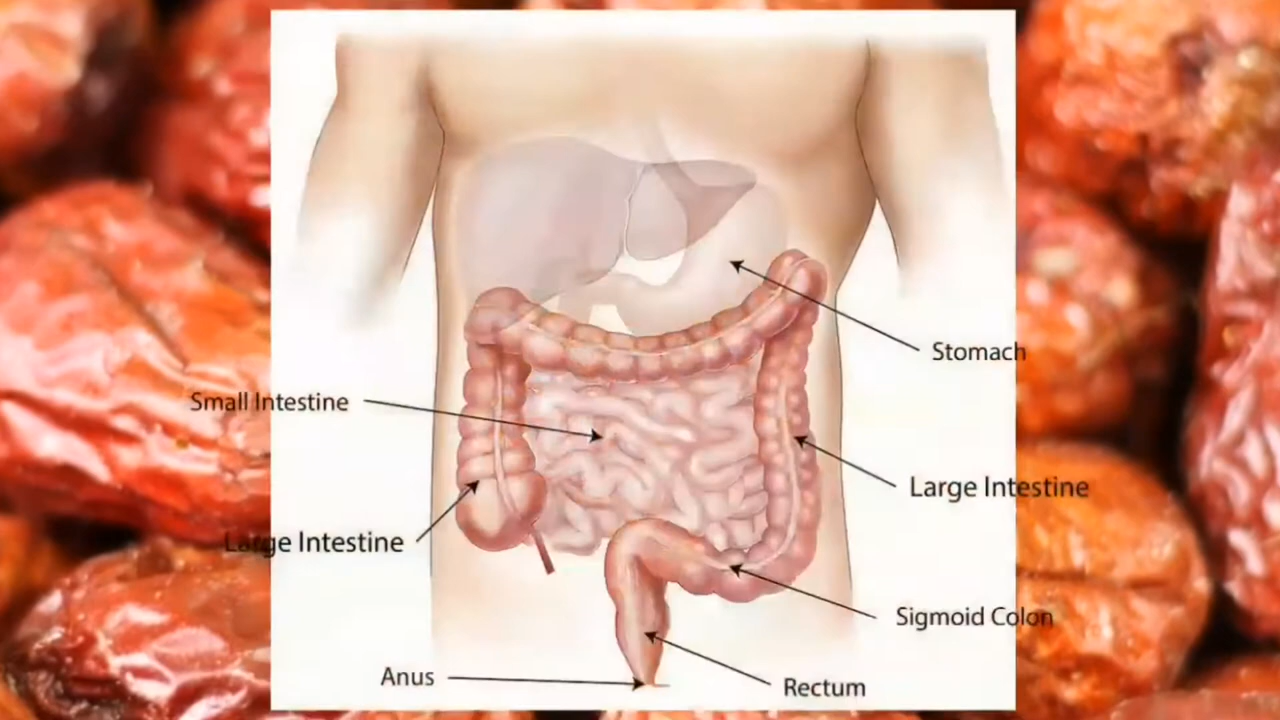 Stomach
Small Intestine
Large Intestine
Large Intestine
Sigmoid Colon
Anus
Rectum